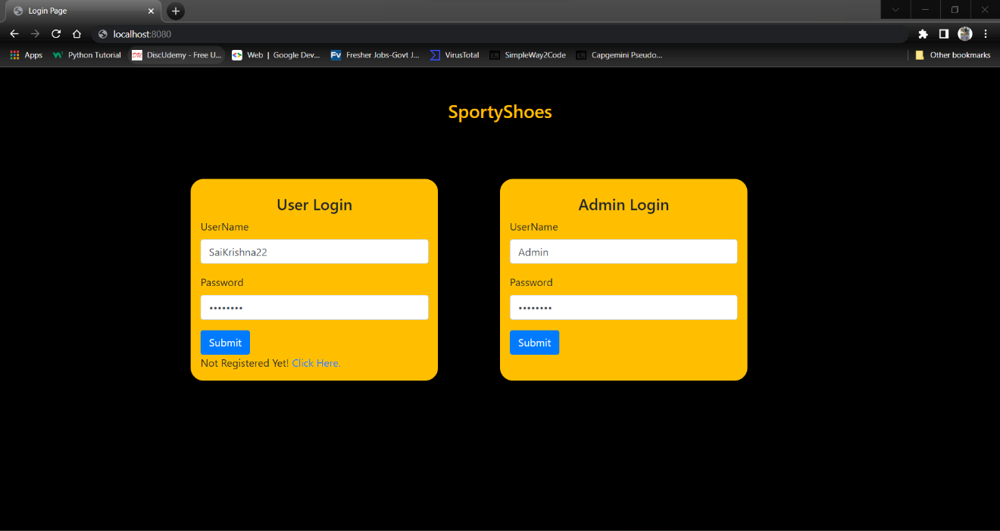 Login Page
localhost:8080
Apps Python Tutorial DiscUdemy - Free U... Web | Google Dev... Fresher Jobs-Govt J... VirusTotal SimpleWay2Code Capgemini Pseudo... Other bookmarks
SportyShoes
User Login
UserName
SaiKrishna22
Password
••••••••
Submit
Not Registered Yet! Click Here.
Admin Login
UserName
Admin
Password
••••••••
Submit